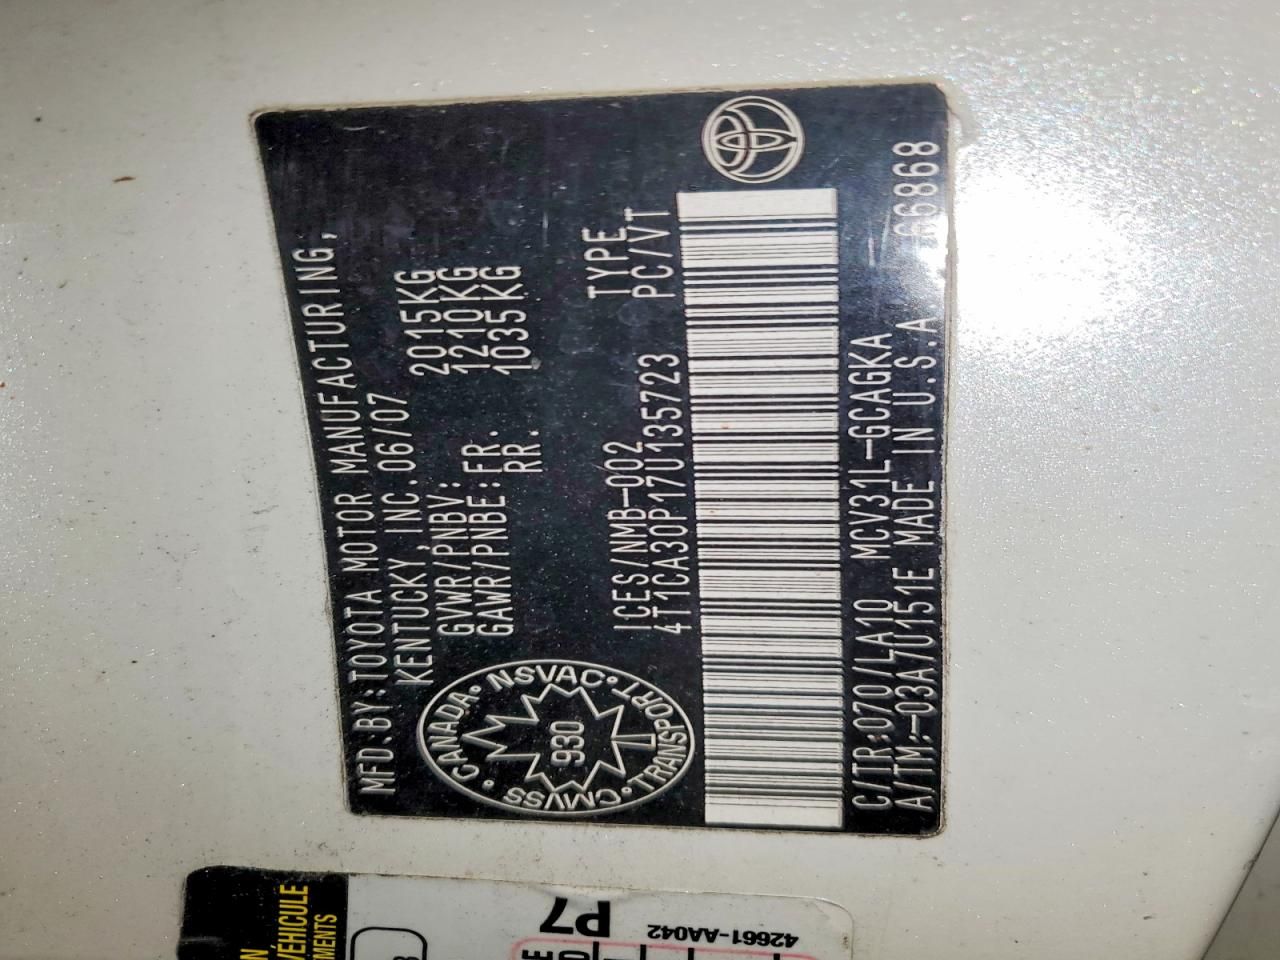 MFD.BY:TOYOTA MOTOR MANUFACTURING,
KENTUCKY,INC.06/07
GVWR/PNBV: 2015KG
GAWR/PNBE:FR. 1210KG
RR. 1035KG
CANADA · NSVAC · TRANSPORT · CMVSS
930
ICES/NMB-002 TYPE
4T1CA30P17U135723 PC/VT
C/TR:070/LA10 MCV31L-GCAGKA
A/TM:-03A/U151E MADE IN U.S.A 66868
VÉHICULE
P7
42661-AA042